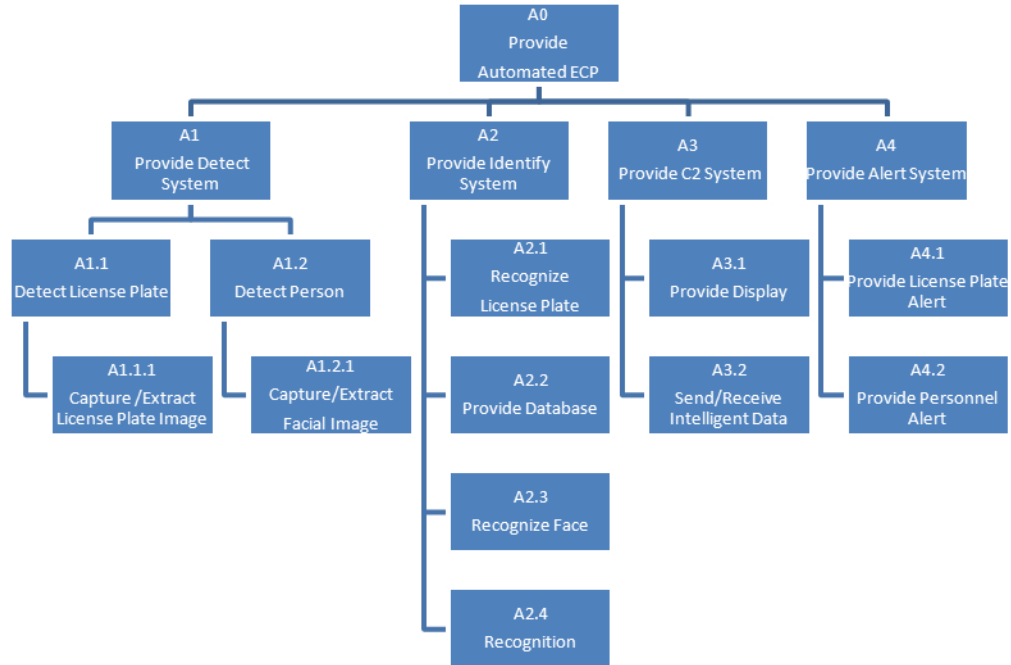 A0
Provide
Automated ECP
A1
Provide Detect
System
A2
Provide Identify
System
A3
Provide C2 System
A4
Provide Alert System
A1.1
Detect License Plate
A1.2
Detect Person
A2.1
Recognize
License Plate
A3.1
Provide Display
A4.1
Provide License Plate
Alert
A1.1.1
Capture /Extract
License Plate Image
A1.2.1
Capture/Extract
Facial Image
A2.2
Provide Database
A3.2
Send/Receive
Intelligent Data
A4.2
Provide Personnel
Alert
A2.3
Recognize Face
A2.4
Recognition